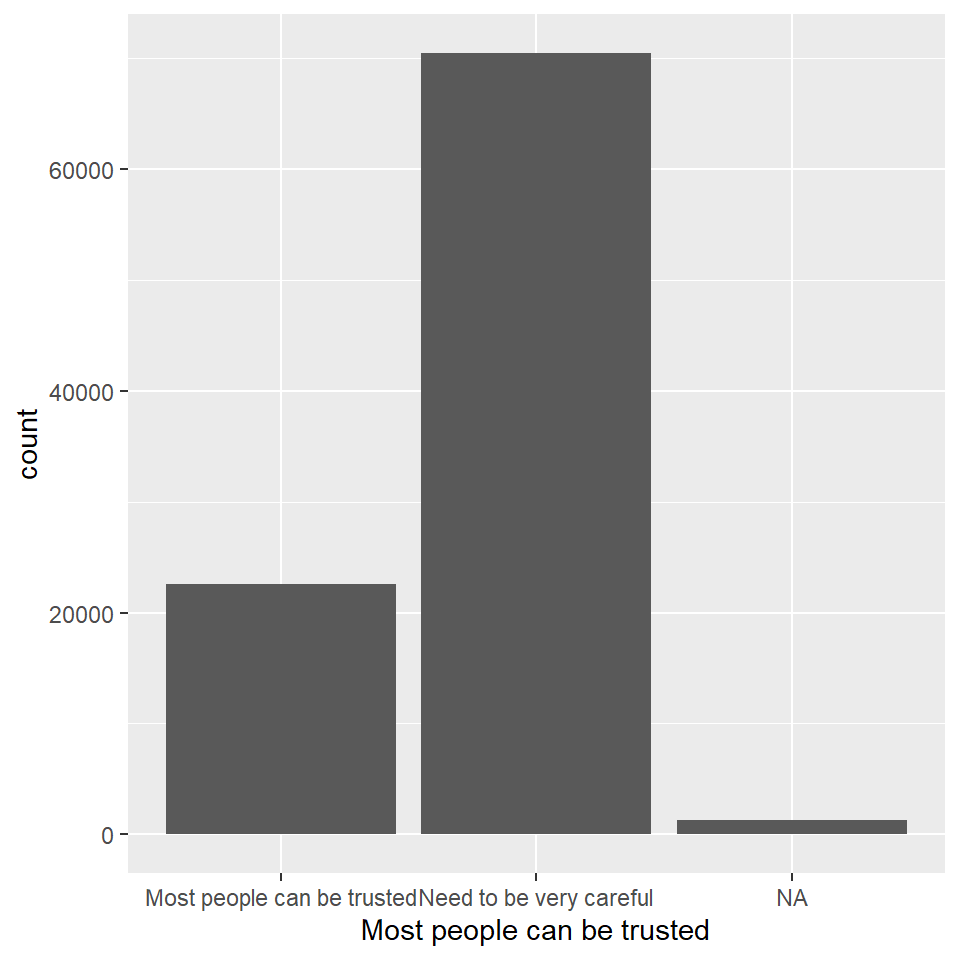 count
60000
40000
20000
0
Most people can be trusted Need to be very careful NA
Most people can be trusted